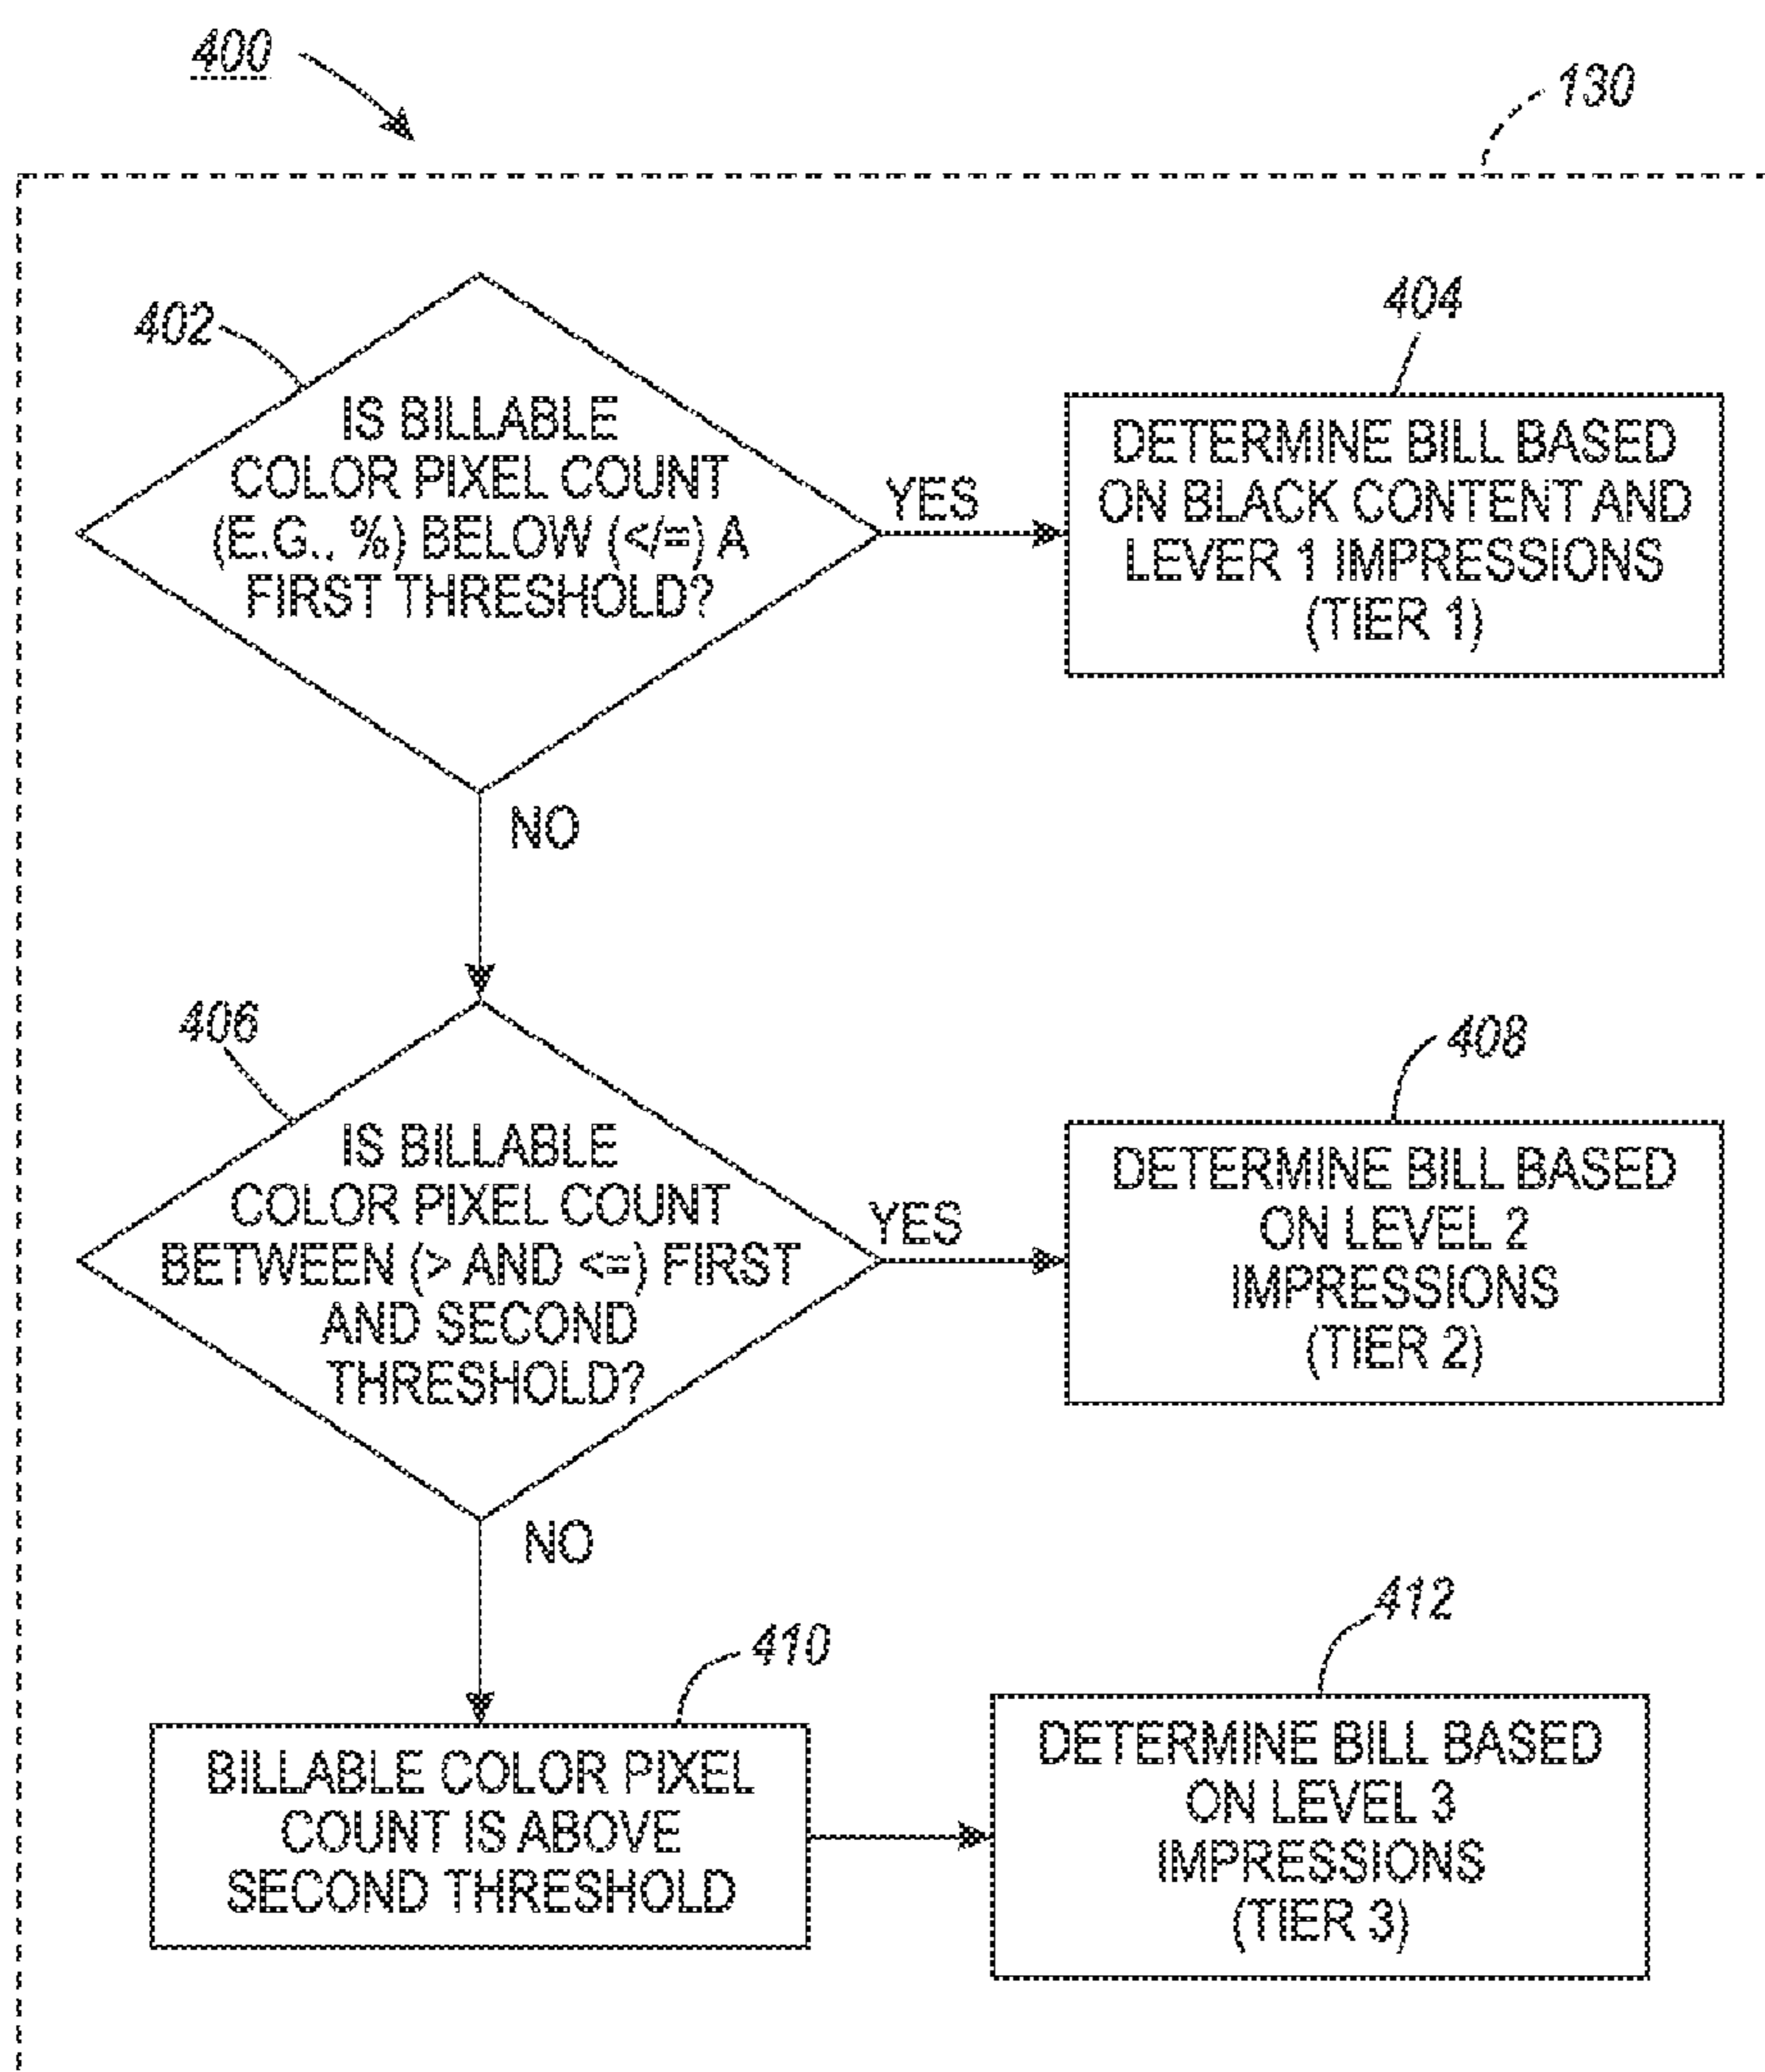 400
130
402
IS BILLABLE
COLOR PIXEL COUNT
(E.G., %) BELOW (</=) A
FIRST THRESHOLD?
YES
404
DETERMINE BILL BASED
ON BLACK CONTENT AND
LEVER 1 IMPRESSIONS
(TIER 1)
NO
406
IS BILLABLE
COLOR PIXEL COUNT
BETWEEN (> AND <=) FIRST
AND SECOND
THRESHOLD?
YES
408
DETERMINE BILL BASED
ON LEVEL 2
IMPRESSIONS
(TIER 2)
NO
410
BILLABLE COLOR PIXEL
COUNT IS ABOVE
SECOND THRESHOLD
412
DETERMINE BILL BASED
ON LEVEL 3
IMPRESSIONS
(TIER 3)